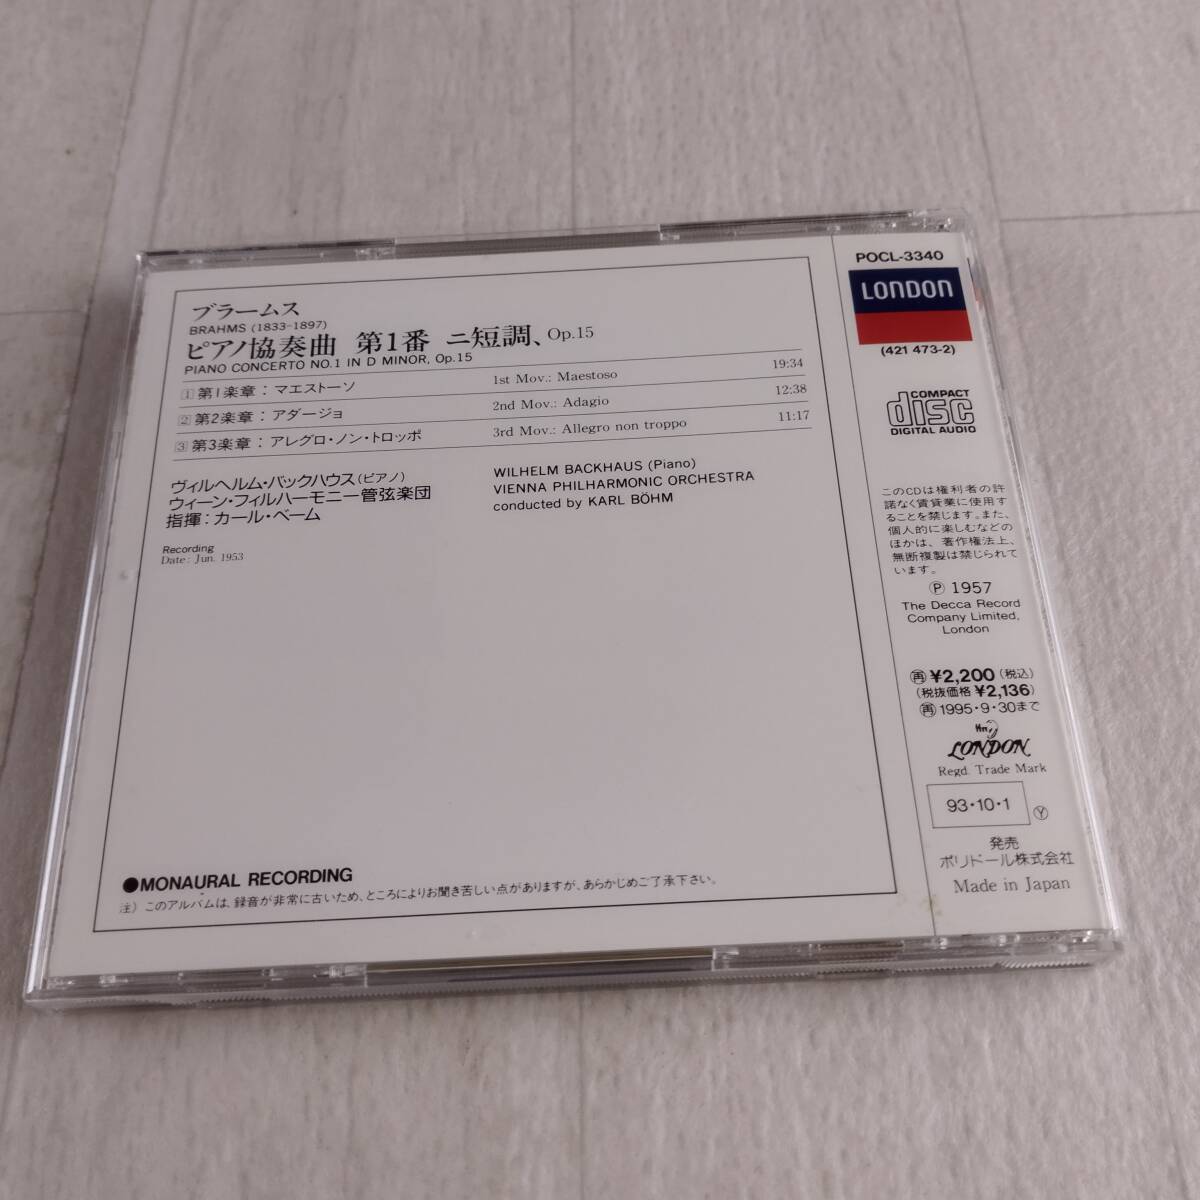 ブラームス
BRAHMS (1833-1897)
ピアノ協奏曲 第1番 ニ短調、Op.15
PIANO CONCERTO NO.1 IN D MINOR, Op.15
1 第1楽章：マエストーソ 1st Mov.: Maestoso 19:34
2 第2楽章：アダージョ 2nd Mov.: Adagio 12:38
3 第3楽章：アレグロ・ノン・トロッポ 3rd Mov.: Allegro non troppo 11:17
ヴィルヘルム・バックハウス(ピアノ)
ウィーン・フィルハーモニー管弦楽団
指揮：カール・ベーム
WILHELM BACKHAUS (Piano)
VIENNA PHILHARMONIC ORCHESTRA
conducted by KARL BÖHM
Recording
Date: Jun. 1953
●MONAURAL RECORDING
注）このアルバムは、録音が非常に古いため、ところによりお聞き苦しい点がありますが、あらかじめご了承下さい。
POCL-3340
LONDON
(421 473-2)
COMPACT
disc
DIGITAL AUDIO
このCDは権利者の許
諾なく賃貸業に使用す
ることを禁じます。また、
個人的に楽しむなどの
ほかは、著作権法上、
無断複製は禁じられて
います。
Ⓟ 1957
The Decca Record
Company Limited,
London
再 ¥2,200(税込)
(税抜価格 ¥2,136)
再 1995・9・30まで
ffrr
LONDON
Regd. Trade Mark
93・10・1
Ⓨ
発売
ポリドール株式会社
Made in Japan